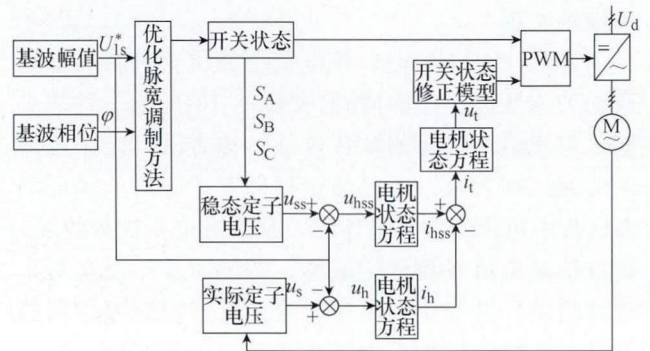 基波幅值
U*1s
基波相位
φ
优化脉宽调制方法
开关状态
SA
SB
SC
稳态定子
电压
uss
+
−
uhss
电机
状态
方程
ihss
+
−
it
电机状
态方程
ut
开关状态
修正模型
PWM
Ud
=
~
M
实际定子
电压
us
−
+
uh
电机
状态
方程
ih